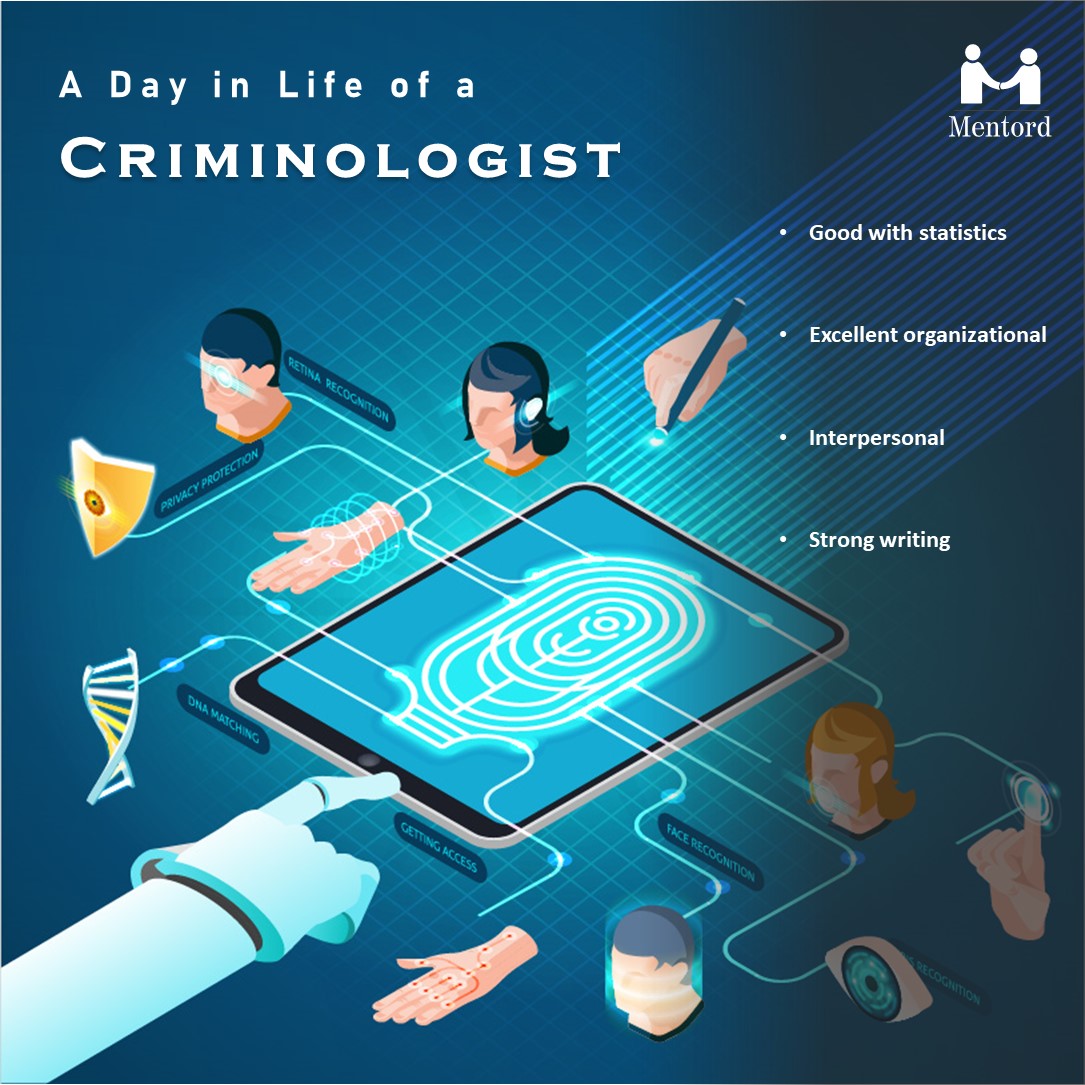 A Day in Life of a
CRIMINOLOGIST
Mentord
• Good with statistics
• Excellent organizational
• Interpersonal
• Strong writing
RETINA RECOGNITION
PRIVACY PROTECTION
DNA MATCHING
GETTING ACCESS
FACE RECOGNITION
RECOGNITION